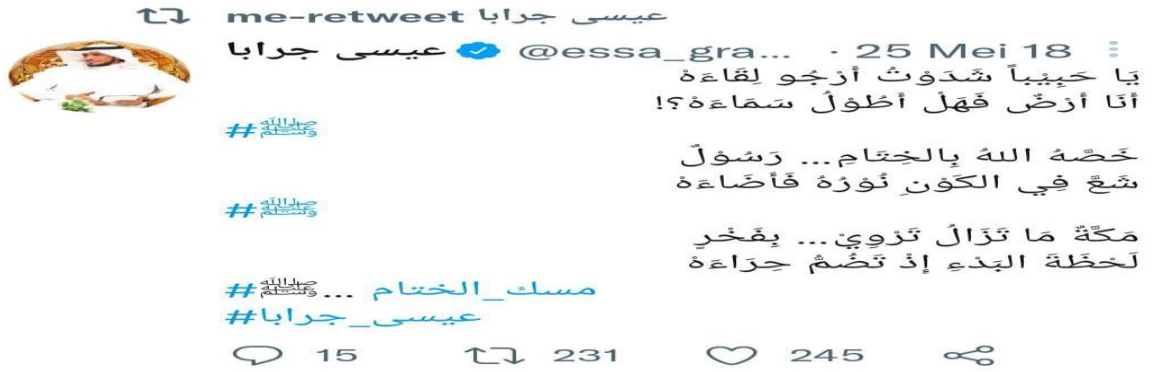 عيسى جرابا me-retweet
عيسى جرابا @essa_gra... · 25 Mei 18
يَا حَبِيْباً شَدَوْتُ أَرْجُو لِقَاءَهْ
أَنَا أَرْضٌ فَهَلْ أَطُوْلُ سَمَاءَهْ؟!
#ﷺ
خَصَّهُ اللهُ بِالخِتَامِ... رَسُوْلٌ
شَعَّ فِي الكَوْنِ نُوْرُهُ فَأَضَاءَهْ
#ﷺ
مَكَّةٌ مَا تَزَالُ تَرْوِيْ... بِفَخْرٍ
لَحْظَةَ البَدْءِ إِذْ تَضُمُّ حِرَاءَهْ
#ﷺ... مسك_الختام
#عيسى_جرابا
15 231 245